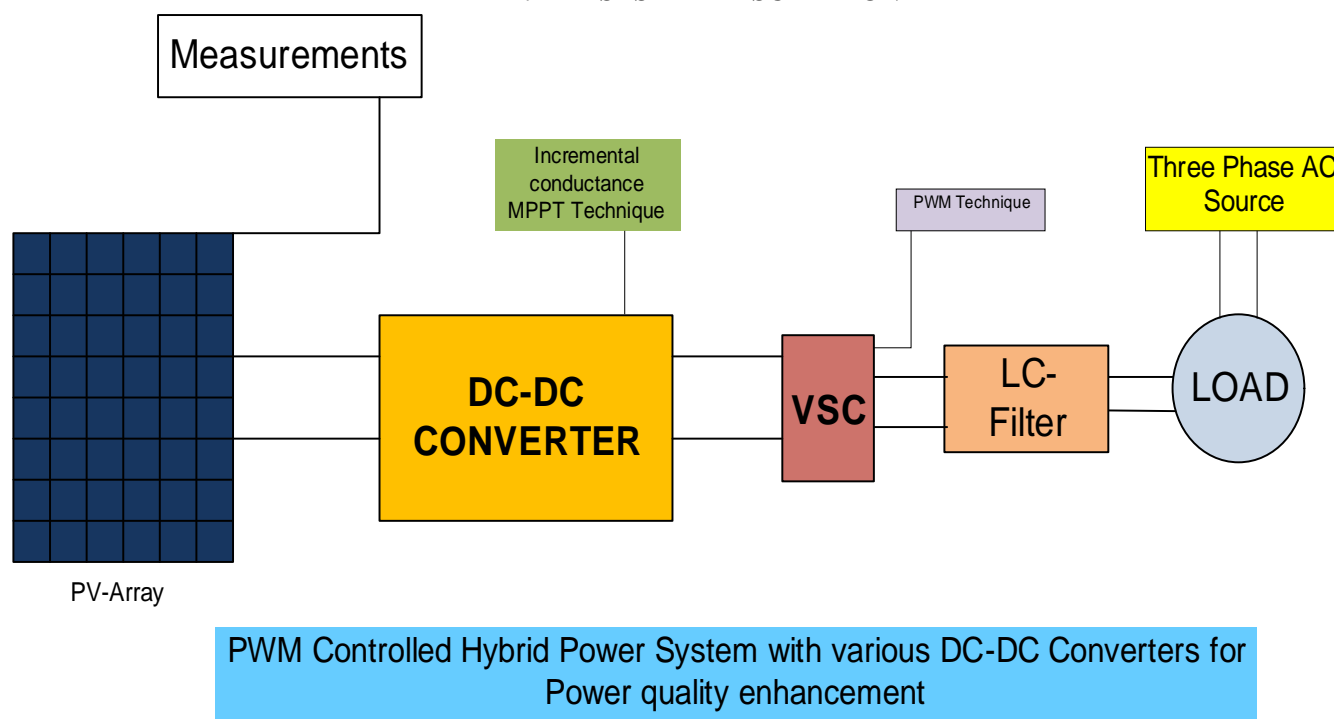 Measurements
Incremental
conductance
MPPT Technique
PWM Technique
Three Phase AC
Source
DC-DC
CONVERTER
VSC
LC-
Filter
LOAD
PV-Array
PWM Controlled Hybrid Power System with various DC-DC Converters for
Power quality enhancement